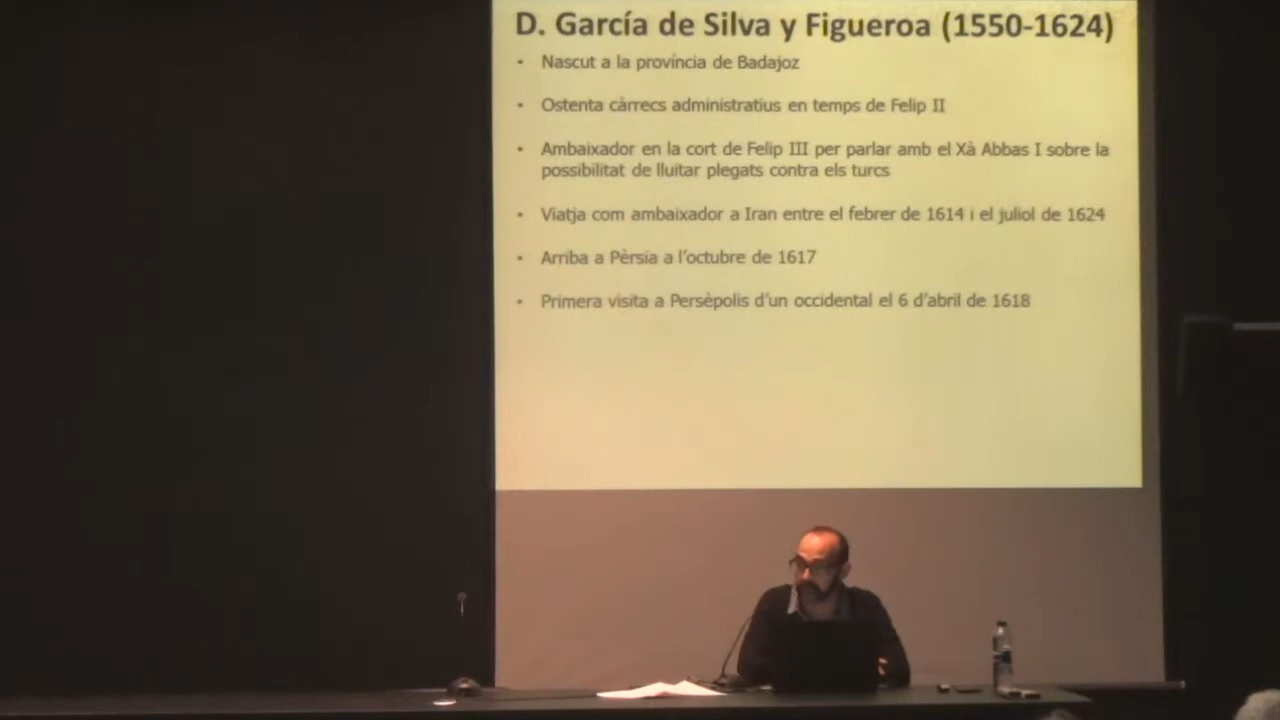 D. García de Silva y Figueroa (1550-1624)
• Nascut a la província de Badajoz
• Ostenta càrrecs administratius en temps de Felip II
• Ambaixador en la cort de Felip III per parlar amb el Xà Abbas I sobre la
possibilitat de lluitar plegats contra els turcs
• Viatja com ambaixador a Iran entre el febrer de 1614 i el juliol de 1624
• Arriba a Pèrsia a l'octubre de 1617
• Primera visita a Persèpolis d'un occidental el 6 d'abril de 1618